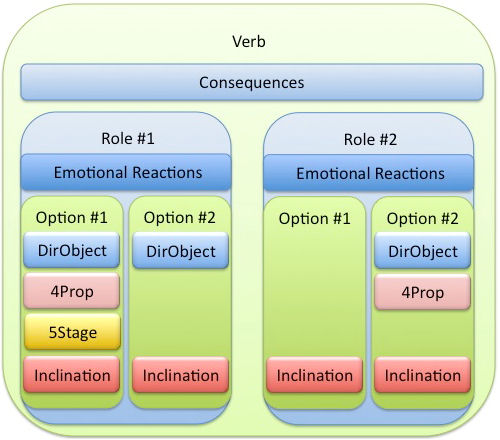 Verb
Consequences
Role #1
Emotional Reactions
Option #1
DirObject
4Prop
5Stage
Inclination
Option #2
DirObject
Inclination
Role #2
Emotional Reactions
Option #1
Inclination
Option #2
DirObject
4Prop
Inclination